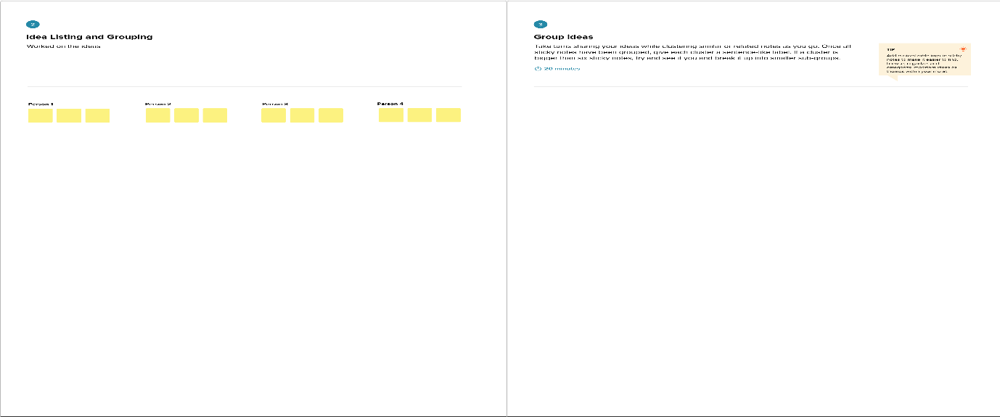 2
Idea Listing and Grouping
Worked on the ideas
Person 1
Person 2
Person 3
Person 4
3
Group ideas
Take turns sharing your ideas while clustering similar or related notes as you go. Once all
sticky notes have been grouped, give each cluster a sentence-like label. If a cluster is
bigger than six sticky notes, try and see if you and break it up into smaller sub-groups.
20 minutes
TIP
Add customizable tags to sticky
notes to make it easier to find,
browse, organize, and
categorize important ideas as
themes within your mural.